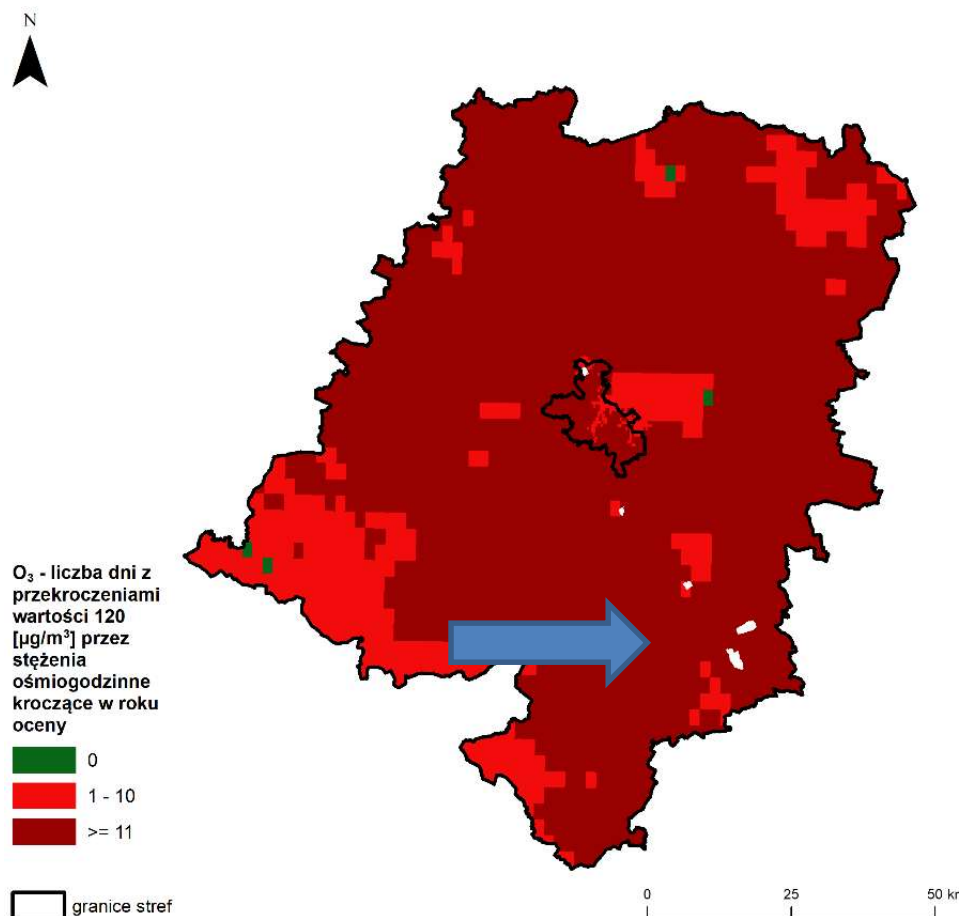 N
O₃ - liczba dni z
przekroczeniami
wartości 120
[µg/m³] przez
stężenia
ośmiogodzinne
kroczące w roku
oceny
0
1 - 10
>= 11
granice stref
0 25 50 km